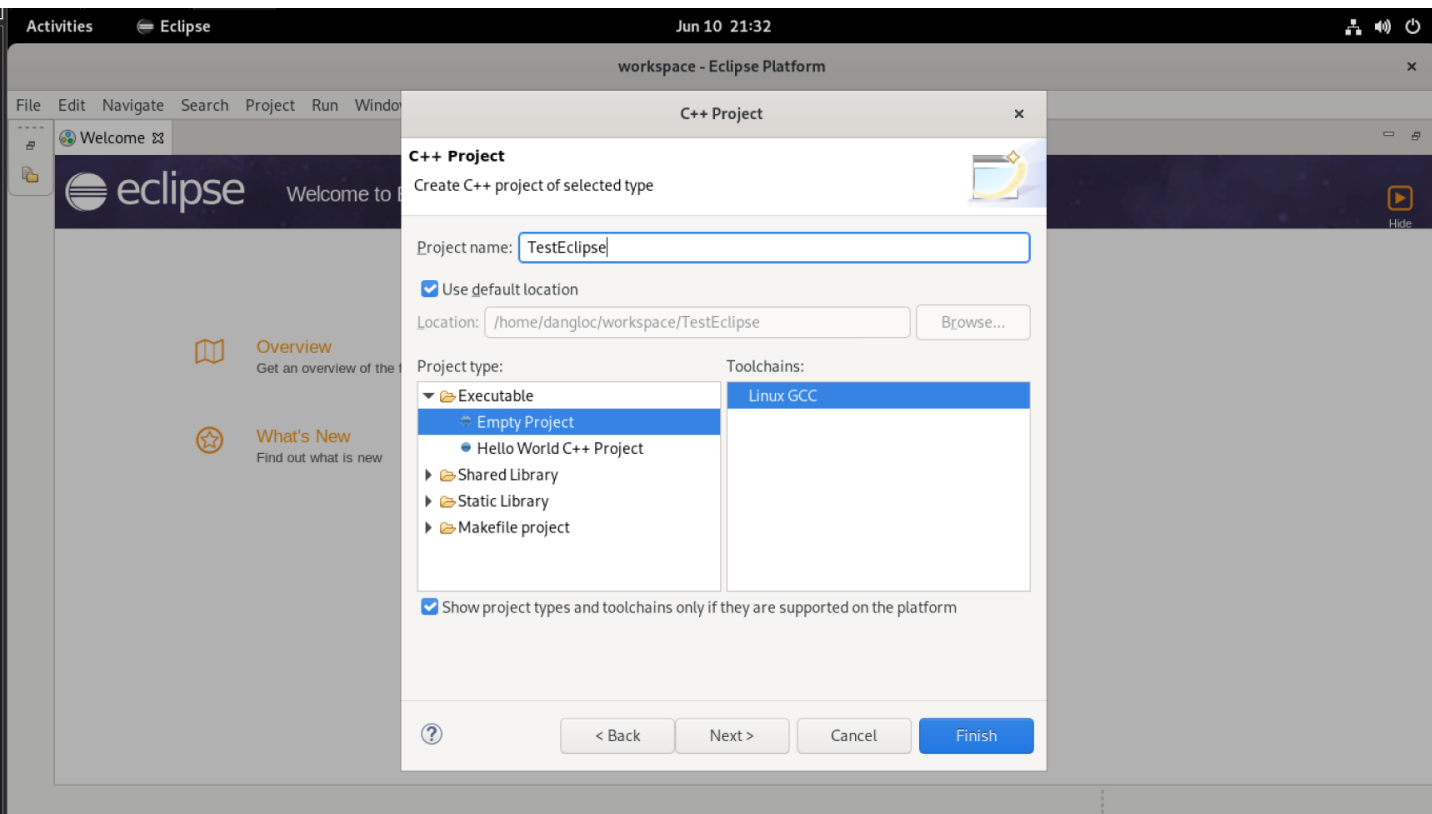 Activities Eclipse Jun 10 21:32
workspace - Eclipse Platform ×
File Edit Navigate Search Project Run
C++ Project ×
Welcome
C++ Project
Create C++ project of selected type
eclipse Welcome to
Hide
Project name: TestEclipse
Use default location
Location: /home/dangloc/workspace/TestEclipse Browse...
Overview
Get an overview of the
Project type: Toolchains:
Executable Linux GCC
Empty Project
What's New
Hello World C++ Project
Find out what is new
Shared Library
Static Library
Makefile project
Show project types and toolchains only if they are supported on the platform
? < Back Next > Cancel Finish